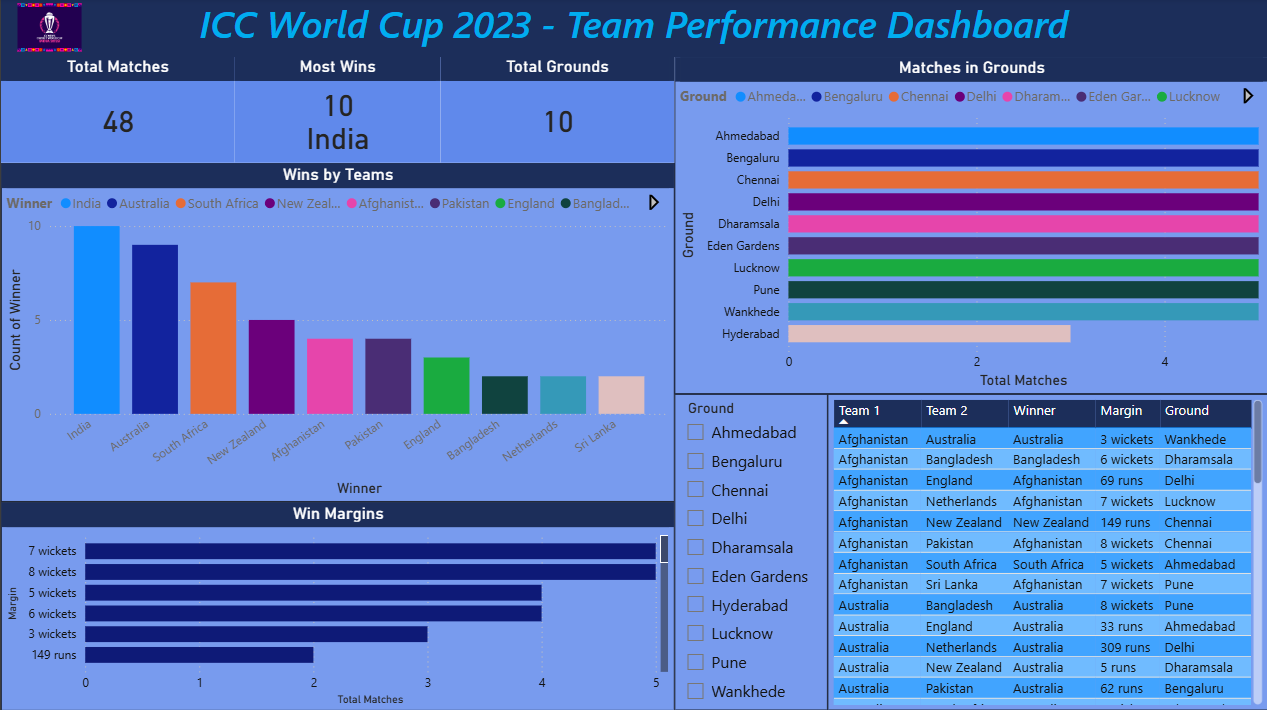 ICC World Cup 2023 - Team Performance Dashboard
Total Matches
48
Most Wins
10
India
Total Grounds
10
Wins by Teams
Winner India Australia South Africa New Zeal... Afghanist... Pakistan England Banglad...
Count of Winner
10
5
0
India
Australia
South Africa
New Zealand
Afghanistan
Pakistan
England
Bangladesh
Netherlands
Sri Lanka
Winner
Win Margins
Margin
7 wickets
8 wickets
5 wickets
6 wickets
3 wickets
149 runs
0 1 2 3 4 5
Total Matches
Matches in Grounds
Ground Ahmeda... Bengaluru Chennai Delhi Dharam... Eden Gar... Lucknow
Ground
Ahmedabad
Bengaluru
Chennai
Delhi
Dharamsala
Eden Gardens
Lucknow
Pune
Wankhede
Hyderabad
0 2 4
Total Matches
Ground
Ahmedabad
Bengaluru
Chennai
Delhi
Dharamsala
Eden Gardens
Hyderabad
Lucknow
Pune
Wankhede
Team 1 Team 2 Winner Margin Ground
Afghanistan Australia Australia 3 wickets Wankhede
Afghanistan Bangladesh Bangladesh 6 wickets Dharamsala
Afghanistan England Afghanistan 69 runs Delhi
Afghanistan Netherlands Afghanistan 7 wickets Lucknow
Afghanistan New Zealand New Zealand 149 runs Chennai
Afghanistan Pakistan Afghanistan 8 wickets Chennai
Afghanistan South Africa South Africa 5 wickets Ahmedabad
Afghanistan Sri Lanka Afghanistan 7 wickets Pune
Australia Bangladesh Australia 8 wickets Pune
Australia England Australia 33 runs Ahmedabad
Australia Netherlands Australia 309 runs Delhi
Australia New Zealand Australia 5 runs Dharamsala
Australia Pakistan Australia 62 runs Bengaluru